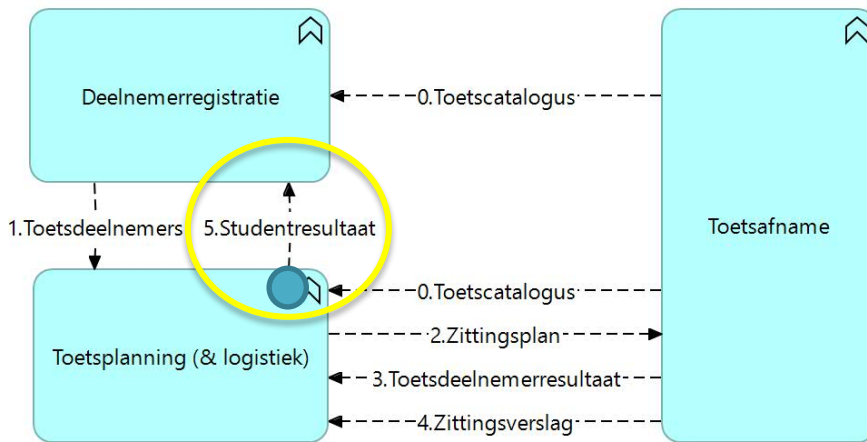 Deelnemerregistratie
0.Toetscatalogus
1.Toetsdeelnemers
5.Studentresultaat
Toetsafname
0.Toetscatalogus
2.Zittingsplan
Toetsplanning (& logistiek)
3.Toetsdeelnemerresultaat
4.Zittingsverslag